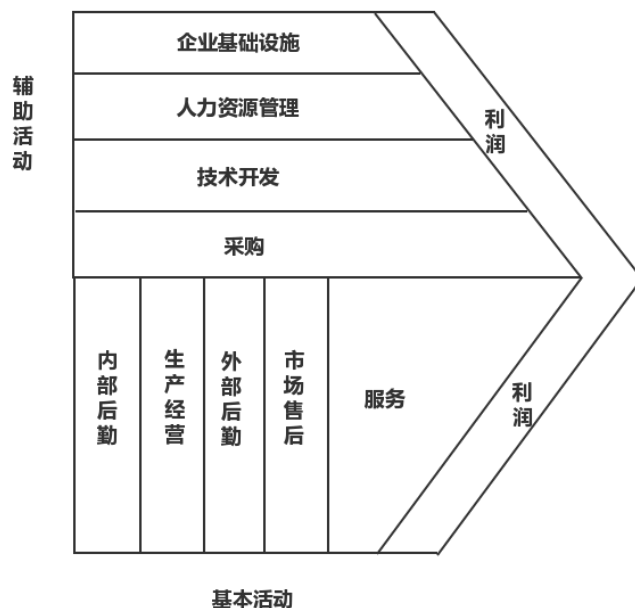 企业基础设施
辅助活动
人力资源管理
利润
技术开发
采购
内部后勤
生产经营
外部后勤
市场售后
服务
利润
基本活动